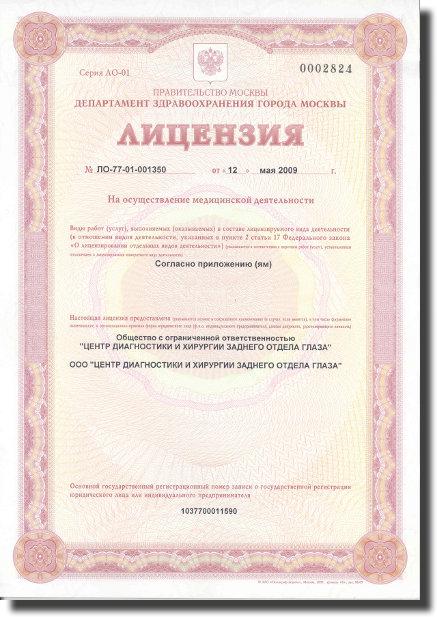 Серия ЛО-01
0002824
ПРАВИТЕЛЬСТВО МОСКВЫ
ДЕПАРТАМЕНТ ЗДРАВООХРАНЕНИЯ ГОРОДА МОСКВЫ
ЛИЦЕНЗИЯ
№ ЛО-77-01-001350 от « 12 » мая 2009 г.
На осуществление медицинской деятельности
Виды работ (услуг), выполняемых (оказываемых) в составе лицензируемого вида деятельности
(в отношении видов деятельности, указанных в пункте 2 статьи 17 Федерального закона
«О лицензировании отдельных видов деятельности»)
Согласно приложению (ям)
Настоящая лицензия предоставлена
Общество с ограниченной ответственностью
"ЦЕНТР ДИАГНОСТИКИ И ХИРУРГИИ ЗАДНЕГО ОТДЕЛА ГЛАЗА"
ООО "ЦЕНТР ДИАГНОСТИКИ И ХИРУРГИИ ЗАДНЕГО ОТДЕЛА ГЛАЗА"
Основной государственный регистрационный номер записи о государственной регистрации
юридического лица или индивидуального предпринимателя
1037700011590